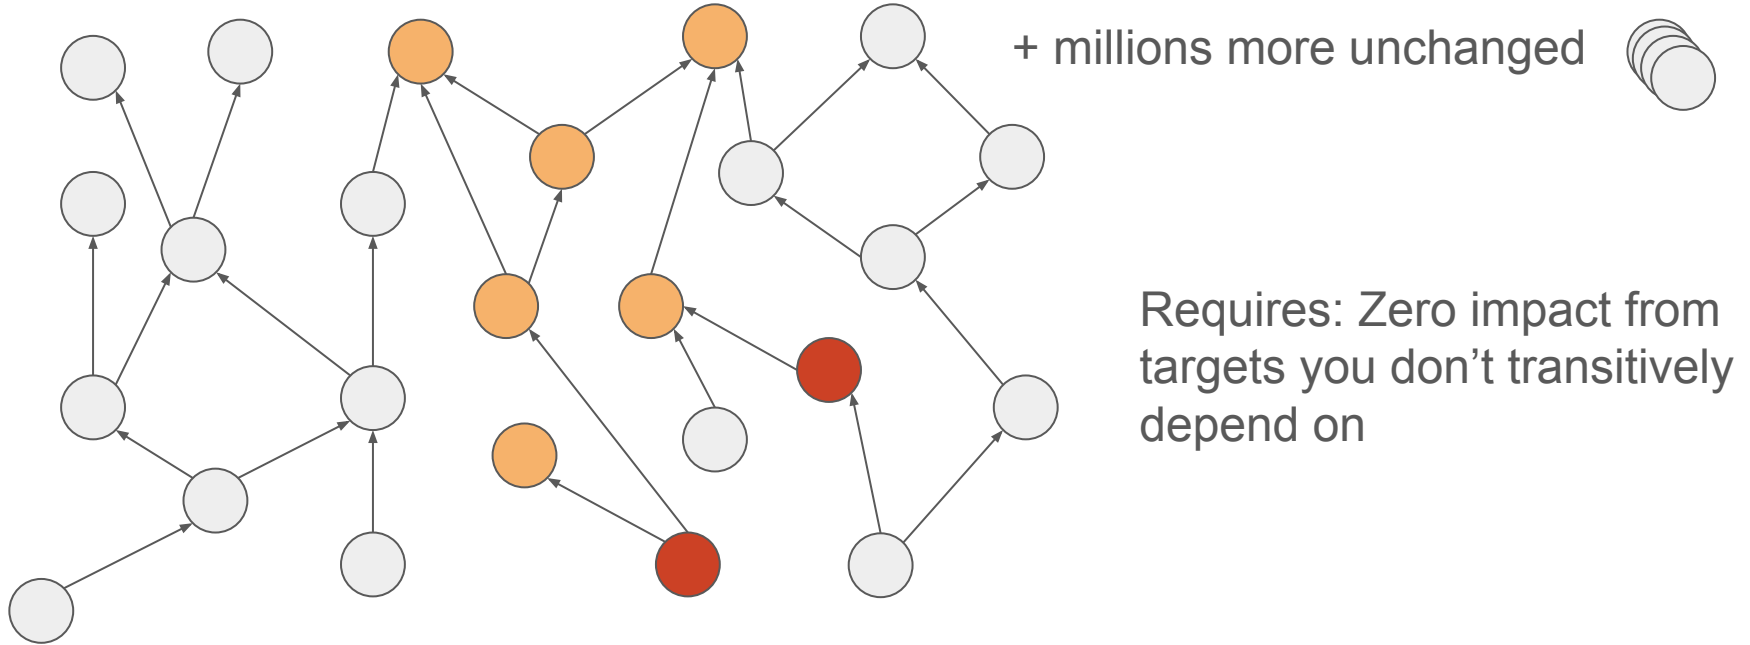 + millions more unchanged
Requires: Zero impact from
targets you don’t transitively
depend on